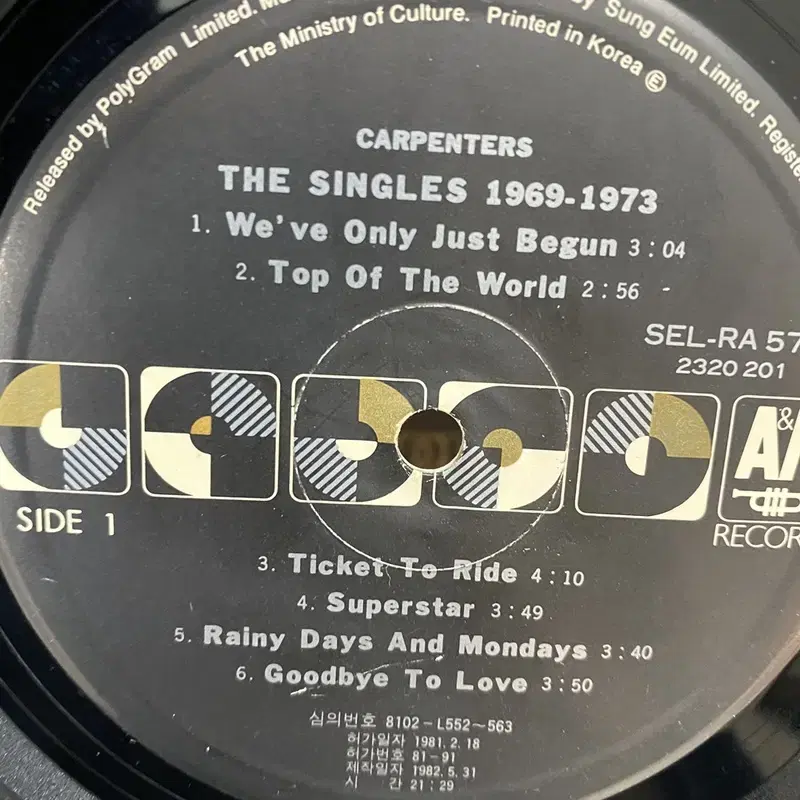 Released by PolyGram Limited.
by Sung Eum Limited.
The Ministry of Culture. Printed in Korea Ⓔ
CARPENTERS
THE SINGLES 1969-1973
1. We've Only Just Begun 3:04
2. Top Of The World 2:56
SEL-RA 57
2320 201
SIDE 1
3. Ticket To Ride 4:10
4. Superstar 3:49
5. Rainy Days And Mondays 3:40
6. Goodbye To Love 3:50
심의번호 8102-L552~563
허가일자 1981. 2. 18
허가번호 81-91
제작일자 1982. 5. 31
시 간 21:29